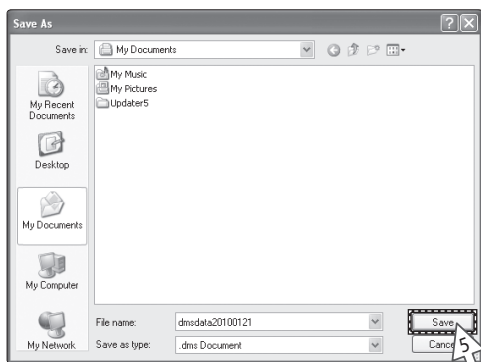 Save As
Save in: My Documents
My Music
My Pictures
Updater5
My Recent
Documents
Desktop
My Documents
My Computer
My Network
File name: dmsdata20100121 Save
Save as type: .dms Document Cance
5